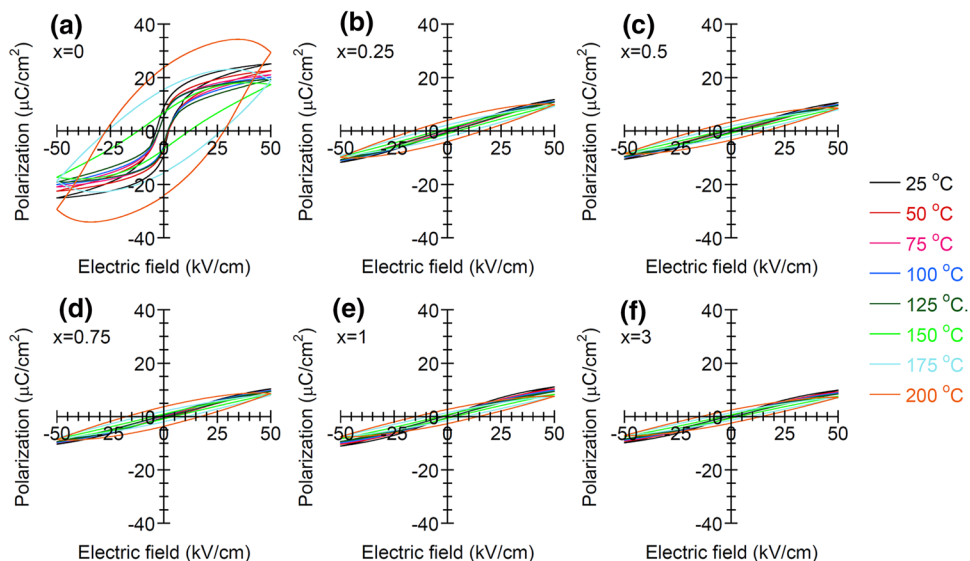 (a)
x=0
Polarization (μC/cm²)
40
20
0
-20
-40
-50
-25
25
50
Electric field (kV/cm)
(b)
x=0.25
Polarization (μC/cm²)
40
20
0
-20
-40
-50
-25
25
50
Electric field (kV/cm)
(c)
x=0.5
Polarization (μC/cm²)
40
20
0
-20
-40
-50
-25
25
50
Electric field (kV/cm)
25 °C
50 °C
75 °C
100 °C
125 °C.
150 °C
175 °C
200 °C
(d)
x=0.75
Polarization (μC/cm²)
40
20
0
-20
-40
-50
-25
25
50
Electric field (kV/cm)
(e)
x=1
Polarization (μC/cm²)
40
20
0
-20
-40
-50
-25
25
50
Electric field (kV/cm)
(f)
x=3
Polarization (μC/cm²)
40
20
0
-20
-40
-50
-25
25
50
Electric field (kV/cm)